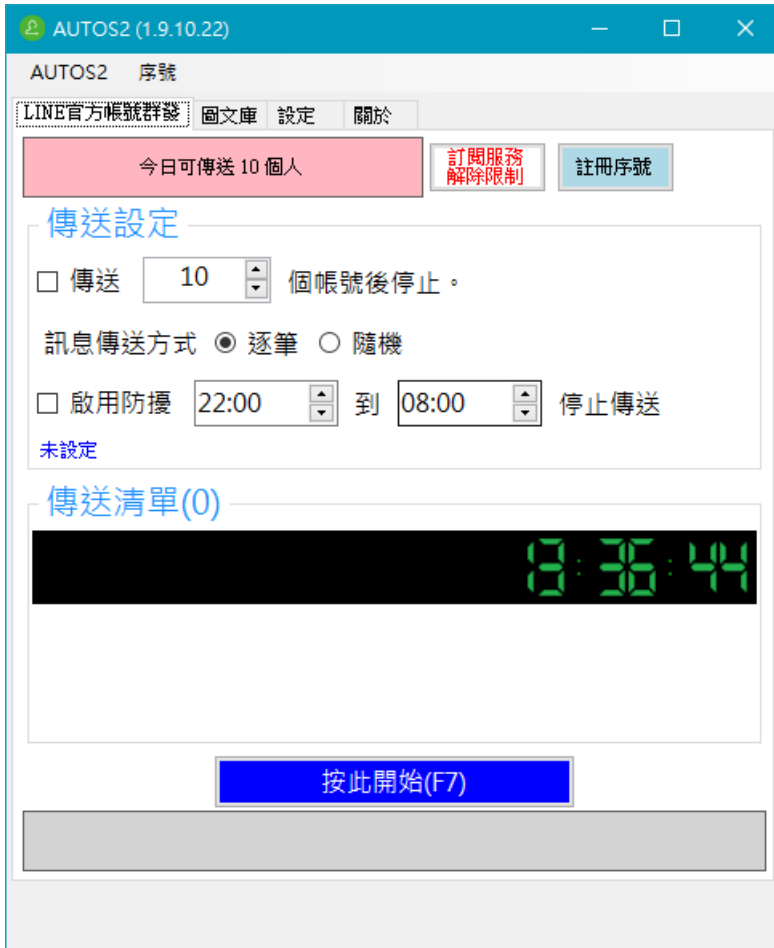 AUTOS2 (1.9.10.22)
AUTOS2 序號
LINE官方帳號群發 圖文庫 設定 關於
今日可傳送 10 個人
訂閱服務
解除限制
註冊序號
傳送設定
傳送 10 個帳號後停止。
訊息傳送方式 逐筆 隨機
啟用防擾 22:00 到 08:00 停止傳送
未設定
傳送清單(0)
13:36:44
按此開始(F7)